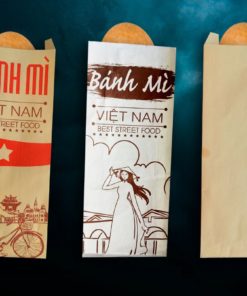 NH MÌ
ỆT NAM
STREET FOOD
Bánh Mì
VIỆT NAM
BEST STREET FOOD